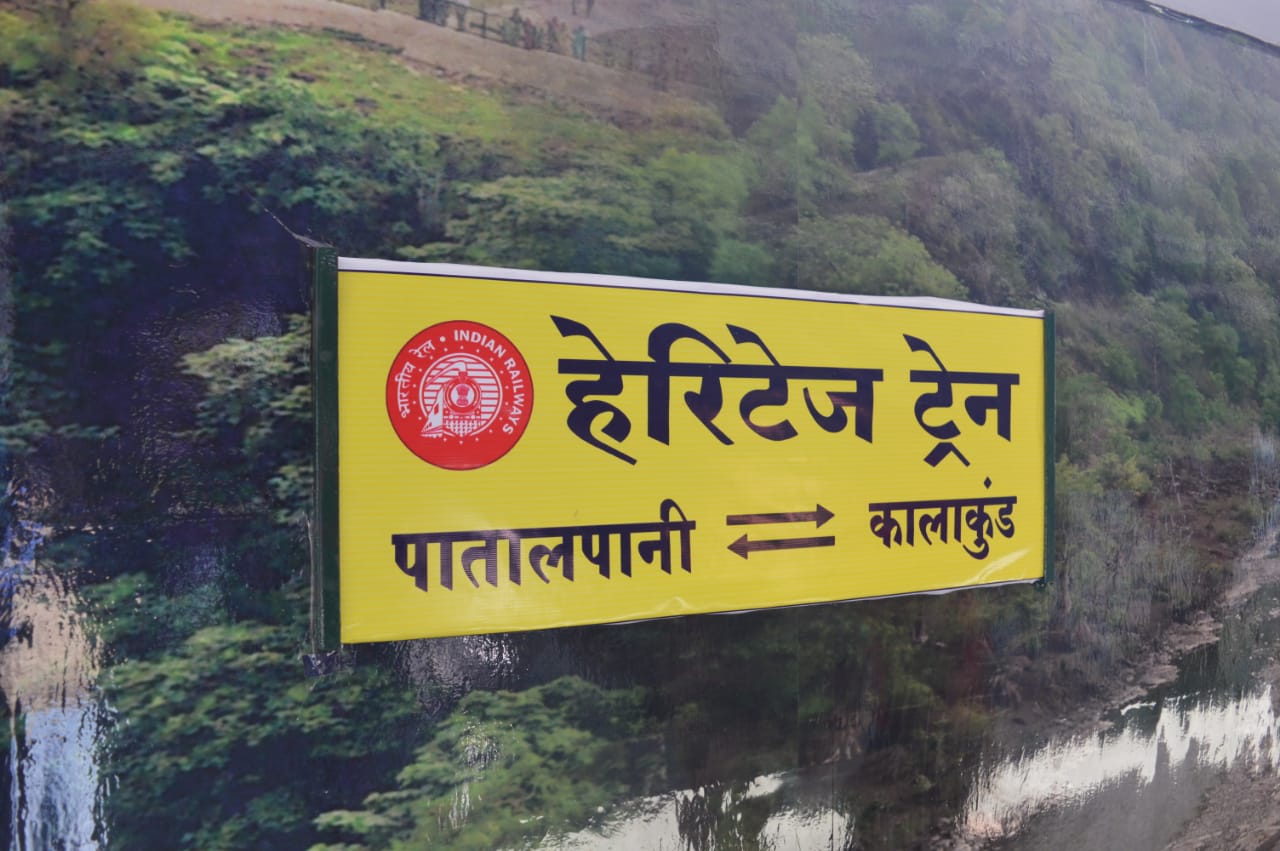 भारतीय रेल • INDIAN RAILWAYS
हेरिटेज ट्रेन
पातालपानी ⇄ कालाकुंड